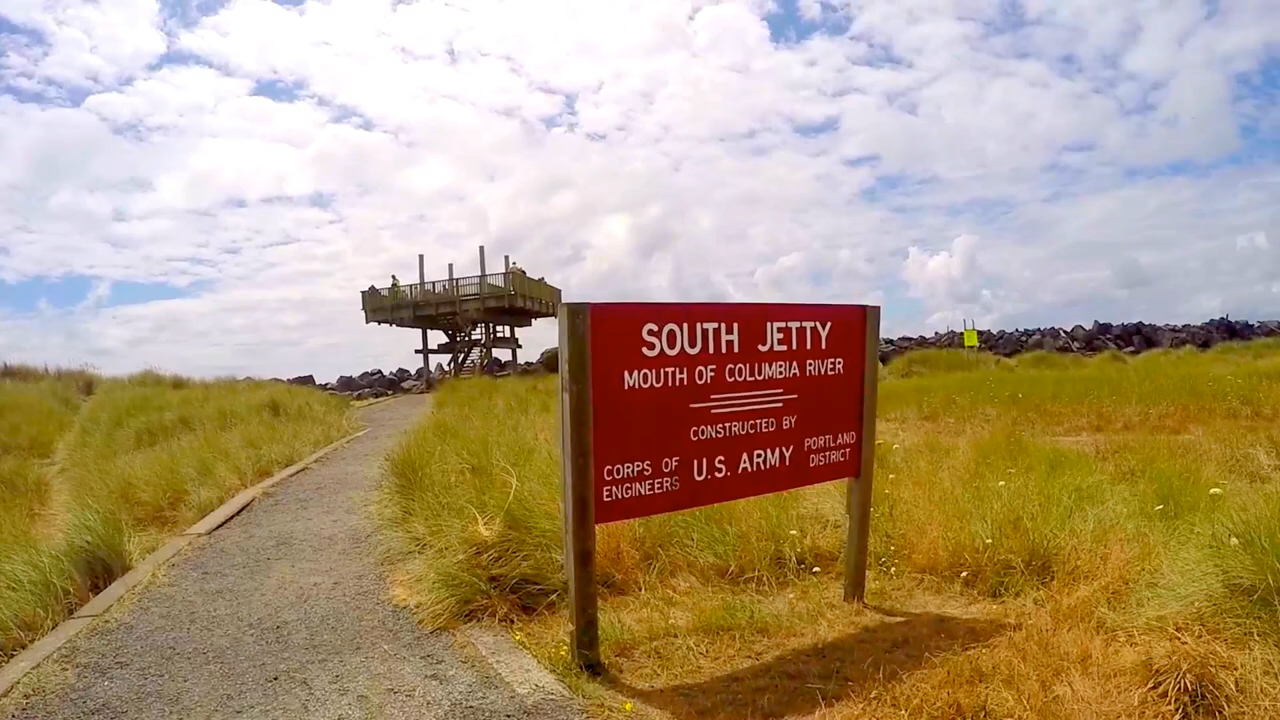 SOUTH JETTY
MOUTH OF COLUMBIA RIVER
CONSTRUCTED BY
CORPS OF
ENGINEERS
U.S. ARMY
PORTLAND
DISTRICT